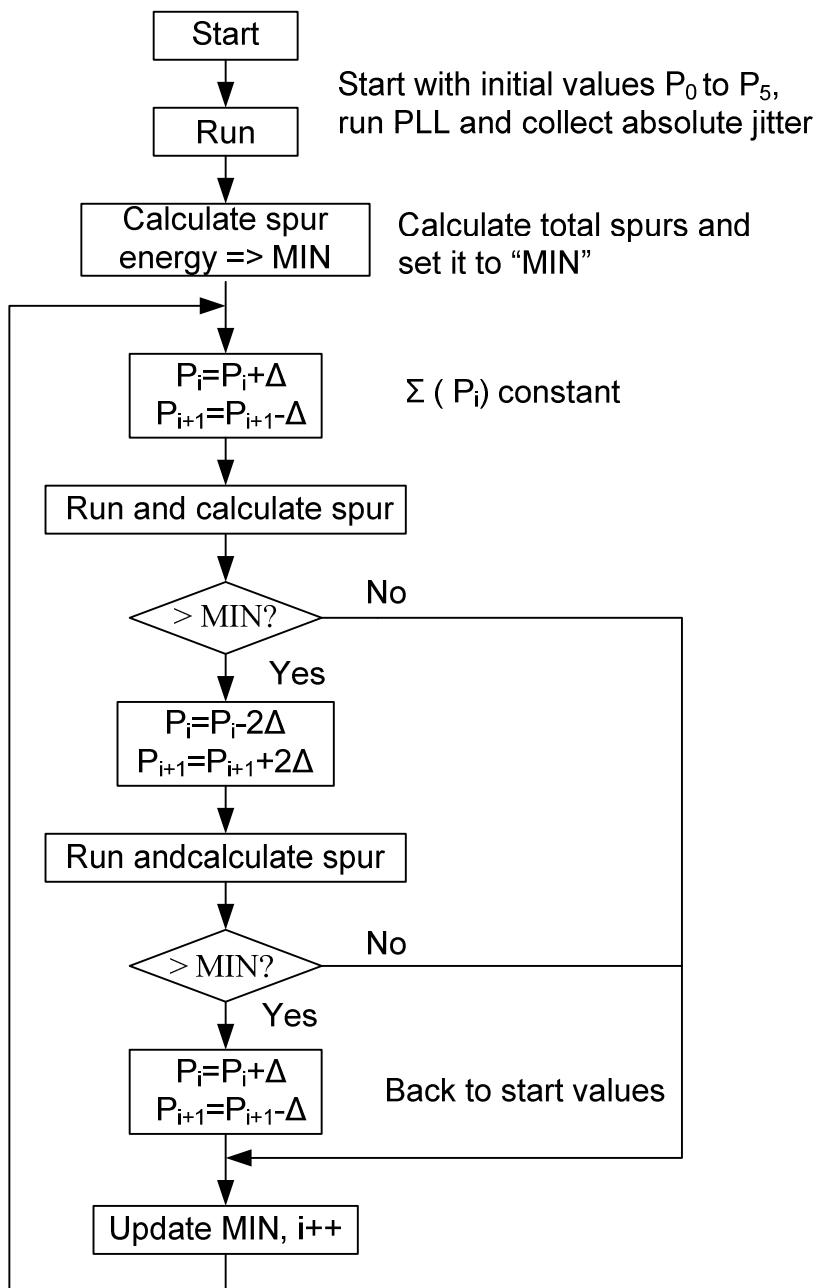 Start
Start with initial values P₀ to P₅,
run PLL and collect absolute jitter
Run
Calculate spur
energy => MIN
Calculate total spurs and
set it to “MIN”
Pᵢ=Pᵢ+Δ
Pᵢ₊₁=Pᵢ₊₁-Δ
Σ ( Pᵢ) constant
Run and calculate spur
> MIN?
No
Yes
Pᵢ=Pᵢ-2Δ
Pᵢ₊₁=Pᵢ₊₁+2Δ
Run andcalculate spur
> MIN?
No
Yes
Pᵢ=Pᵢ+Δ
Pᵢ₊₁=Pᵢ₊₁-Δ
Back to start values
Update MIN, i++